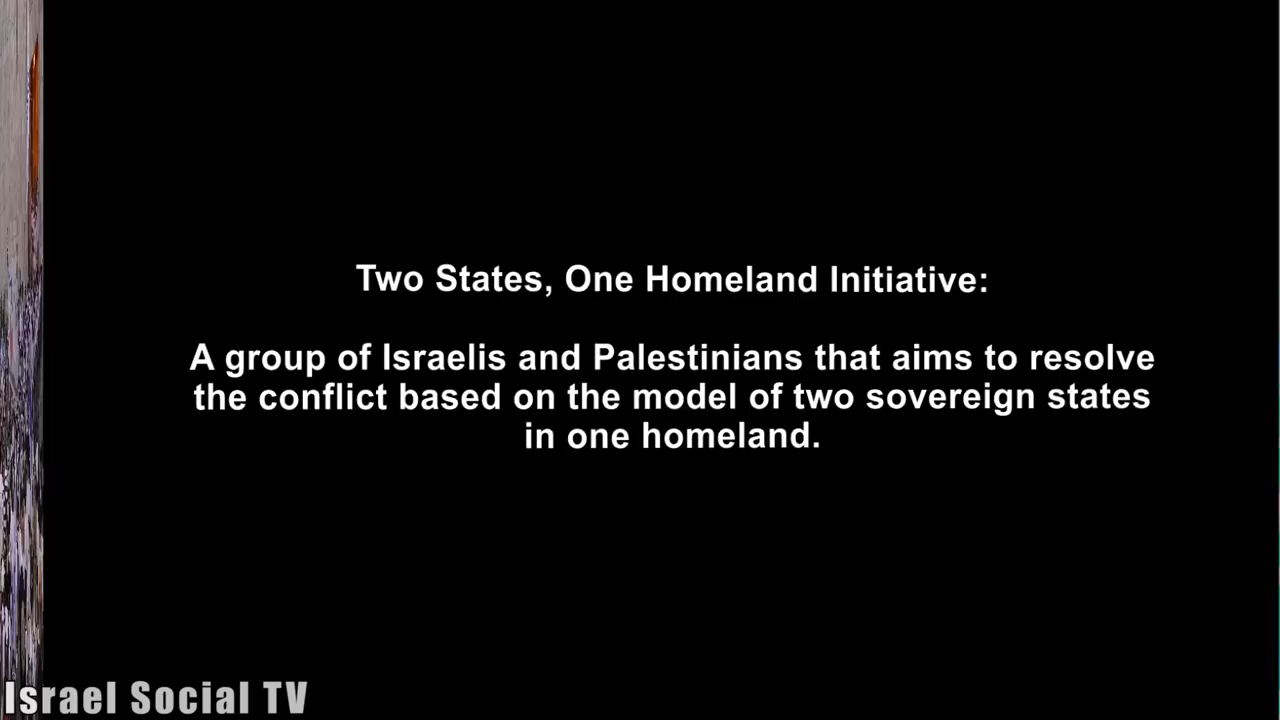 Two States, One Homeland Initiative:
A group of Israelis and Palestinians that aims to resolve
the conflict based on the model of two sovereign states
in one homeland.
Israel Social TV